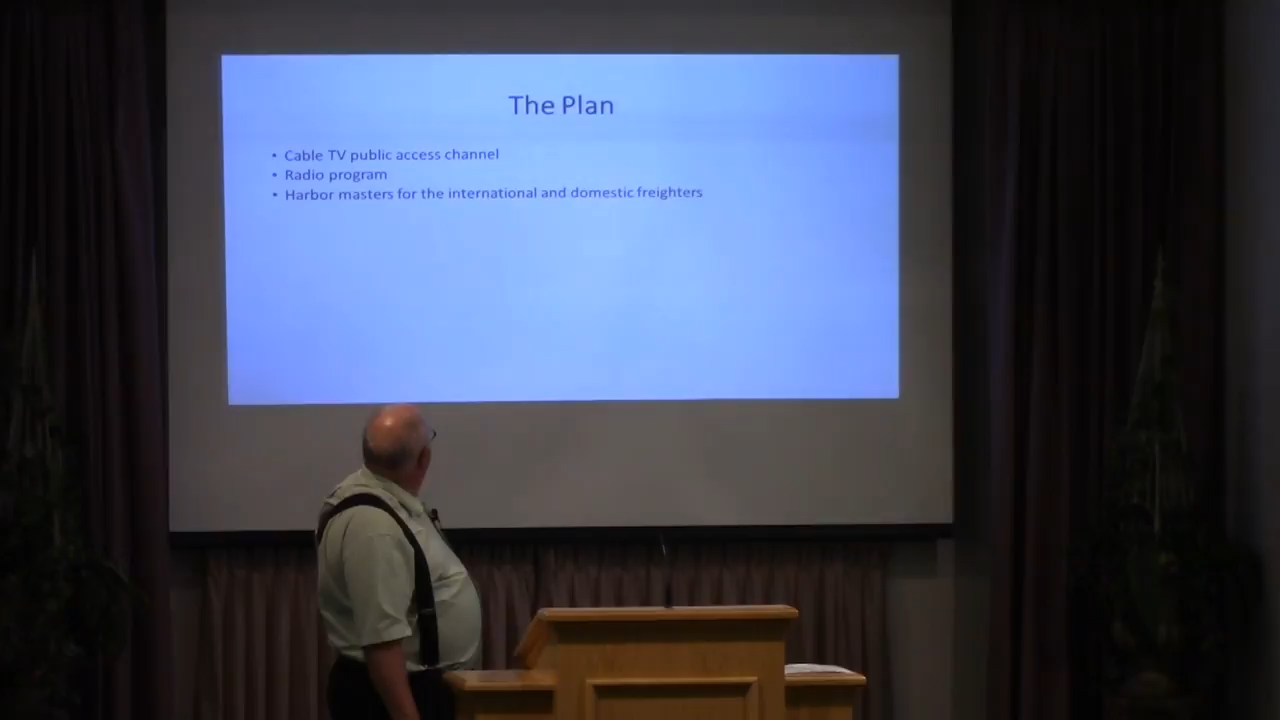 The Plan
• Cable TV public access channel
• Radio program
• Harbor masters for the international and domestic freighters